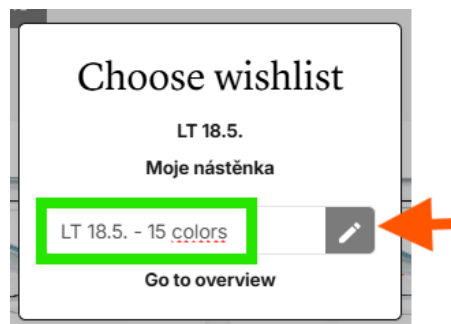 Choose wishlist
LT 18.5.
Moje nástěnka
LT 18.5. - 15 colors
Go to overview